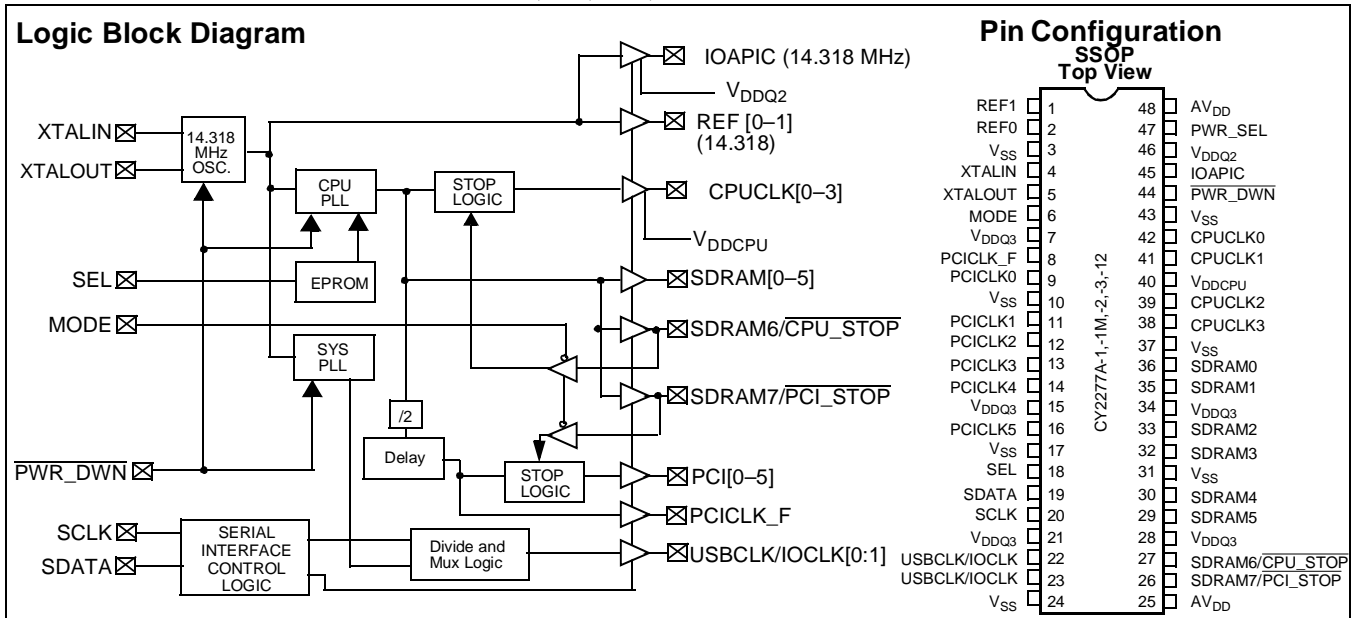 Logic Block Diagram
IOAPIC (14.318 MHz)
VDDQ2
XTALIN
XTALOUT
14.318
MHz
OSC.
REF [0–1]
(14.318)
CPU
PLL
STOP
LOGIC
CPUCLK[0–3]
VDDCPU
SEL
EPROM
SDRAM[0–5]
MODE
SDRAM6/CPU_STOP
SYS
PLL
SDRAM7/PCI_STOP
/2
Delay
PWR_DWN
STOP
LOGIC
PCI[0–5]
PCICLK_F
SCLK
SDATA
SERIAL
INTERFACE
CONTROL
LOGIC
Divide and
Mux Logic
USBCLK/IOCLK[0:1]
Pin Configuration
SSOP
Top View
REF1 1 48 AVDD
REF0 2 47 PWR_SEL
VSS 3 46 VDDQ2
XTALIN 4 45 IOAPIC
XTALOUT 5 44 PWR_DWN
MODE 6 43 VSS
VDDQ3 7 42 CPUCLK0
PCICLK_F 8 41 CPUCLK1
PCICLK0 9 40 VDDCPU
VSS 10 39 CPUCLK2
PCICLK1 11 38 CPUCLK3
PCICLK2 12 37 VSS
PCICLK3 13 36 SDRAM0
PCICLK4 14 35 SDRAM1
VDDQ3 15 34 VDDQ3
PCICLK5 16 33 SDRAM2
VSS 17 32 SDRAM3
SEL 18 31 VSS
SDATA 19 30 SDRAM4
SCLK 20 29 SDRAM5
VDDQ3 21 28 VDDQ3
USBCLK/IOCLK 22 27 SDRAM6/CPU_STOP
USBCLK/IOCLK 23 26 SDRAM7/PCI_STOP
VSS 24 25 AVDD
CY2277A-1,-1M,-2,-3,-12